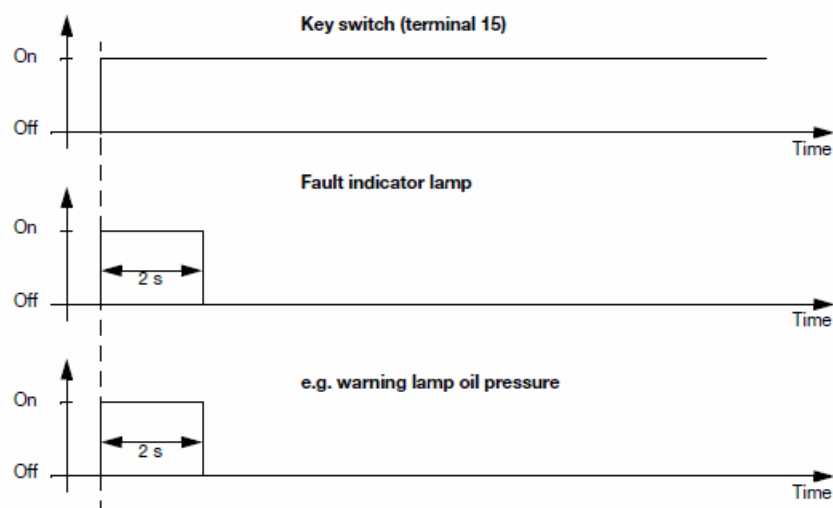 Key switch (terminal 15)
On
Off
Time
Fault indicator lamp
On
2 s
Off
Time
e.g. warning lamp oil pressure
On
2 s
Off
Time